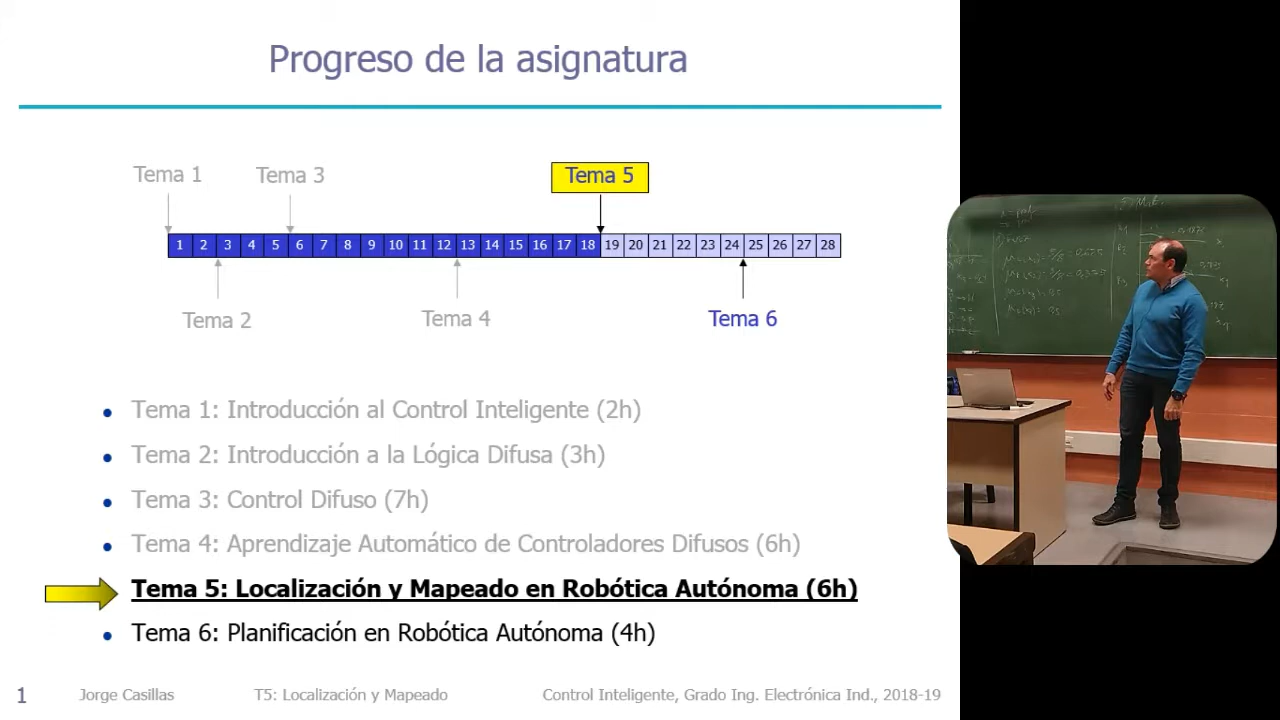 Progreso de la asignatura
Tema 1 Tema 3 Tema 5
1 2 3 4 5 6 7 8 9 10 11 12 13 14 15 16 17 18 19 20 21 22 23 24 25 26 27 28
Tema 2 Tema 4 Tema 6
• Tema 1: Introducción al Control Inteligente (2h)
• Tema 2: Introducción a la Lógica Difusa (3h)
• Tema 3: Control Difuso (7h)
• Tema 4: Aprendizaje Automático de Controladores Difusos (6h)
Tema 5: Localización y Mapeado en Robótica Autónoma (6h)
• Tema 6: Planificación en Robótica Autónoma (4h)
1 Jorge Casillas T5: Localización y Mapeado Control Inteligente, Grado Ing. Electrónica Ind., 2018-19